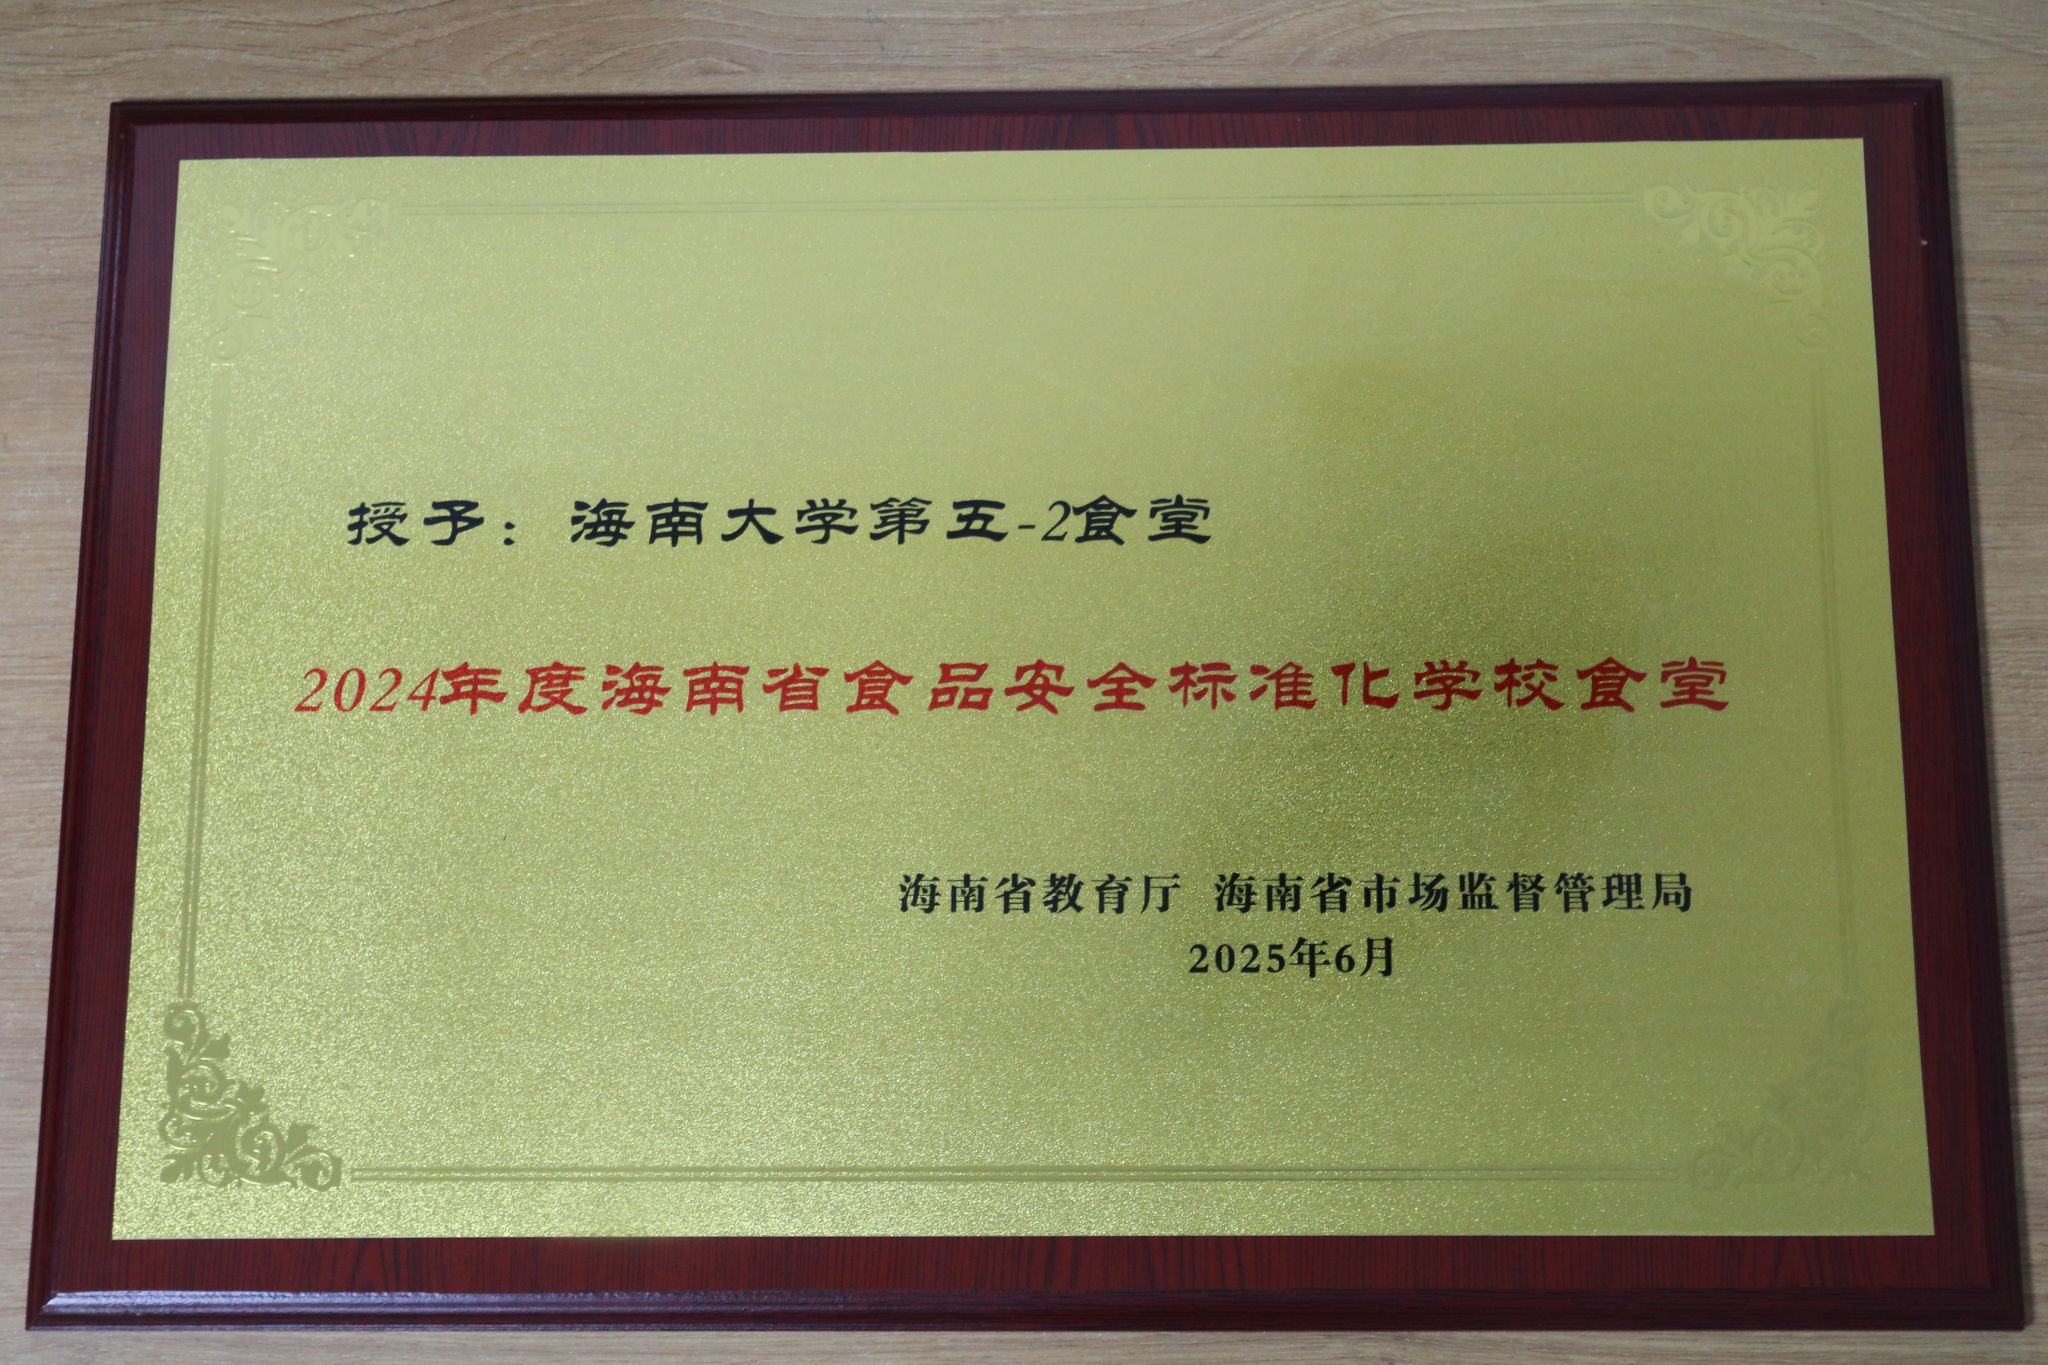 授予：海南大学第五-2食堂
2024年度海南省食品安全标准化学校食堂
海南省教育厅 海南省市场监督管理局
2025年6月